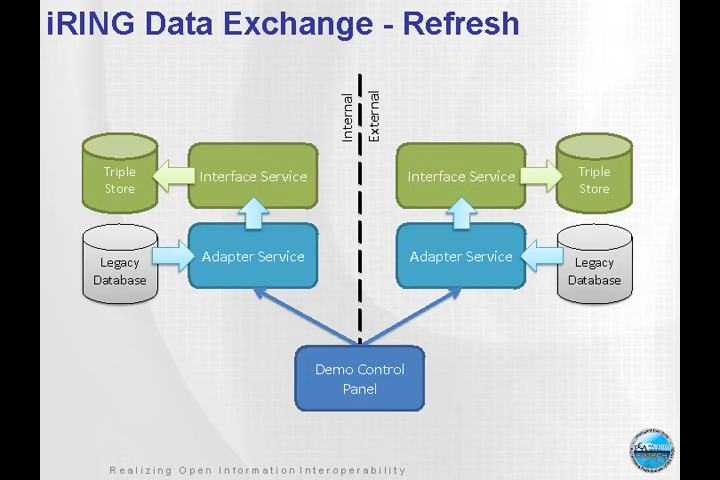 iRING Data Exchange - Refresh
Internal
External
Triple
Store
Interface Service
Interface Service
Triple
Store
Legacy
Database
Adapter Service
Adapter Service
Legacy
Database
Demo Control
Panel
Realizing Open Information Interoperability